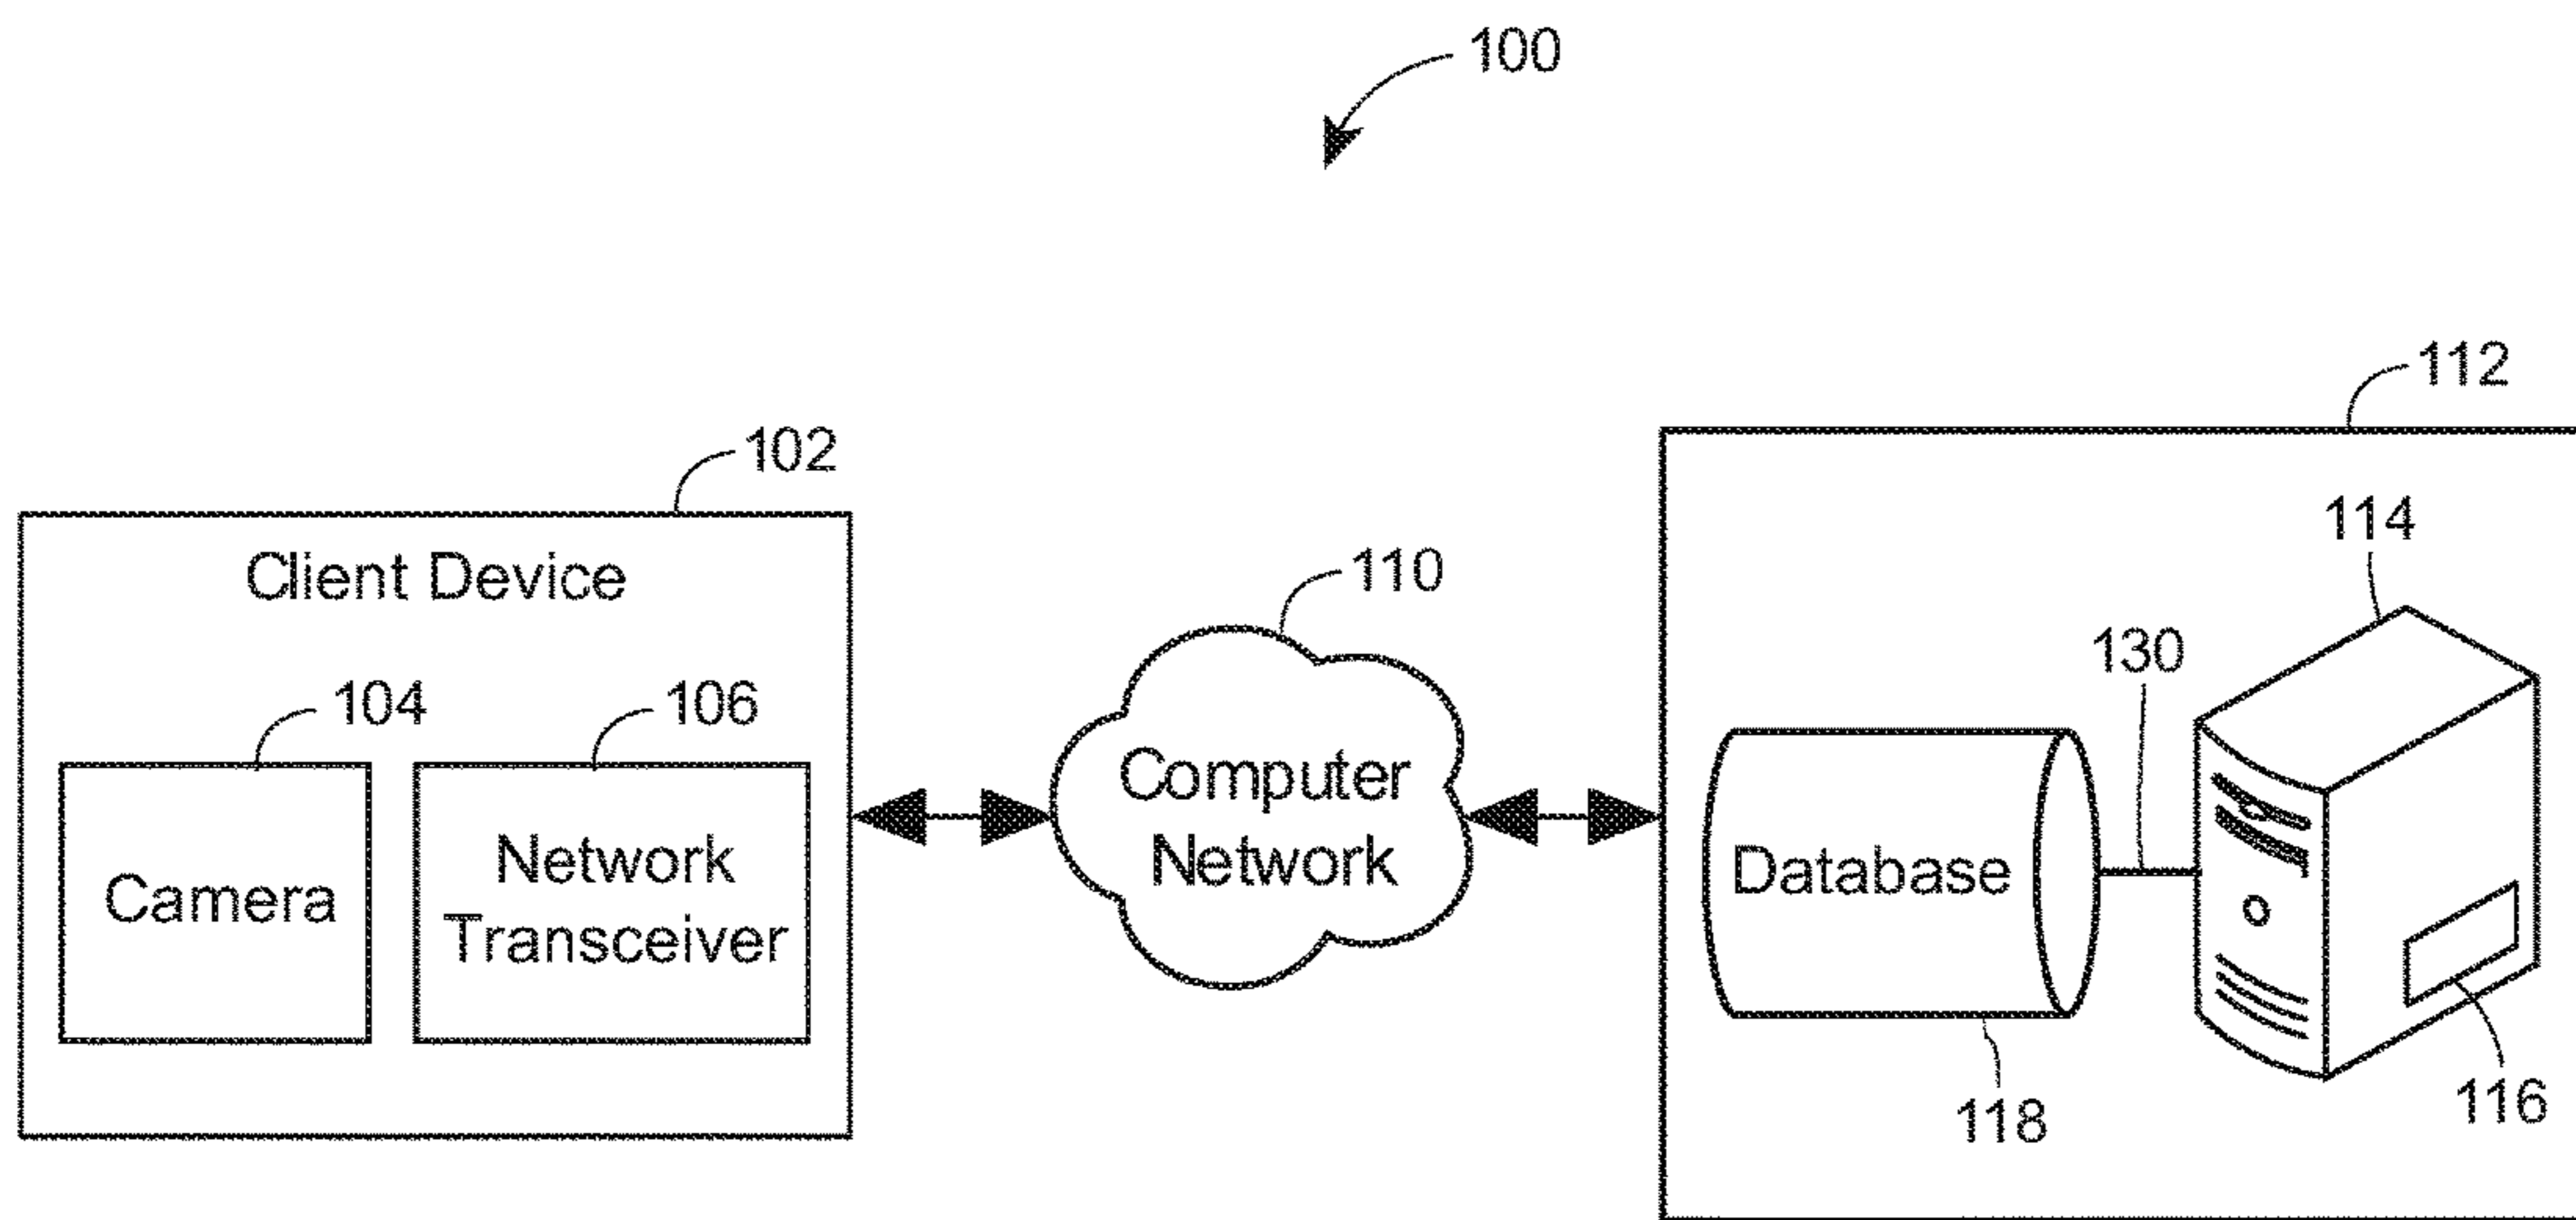 100
112
102
114
Client Device
110
130
104
106
Computer
Network
Camera
Network
Transceiver
Database
118
116